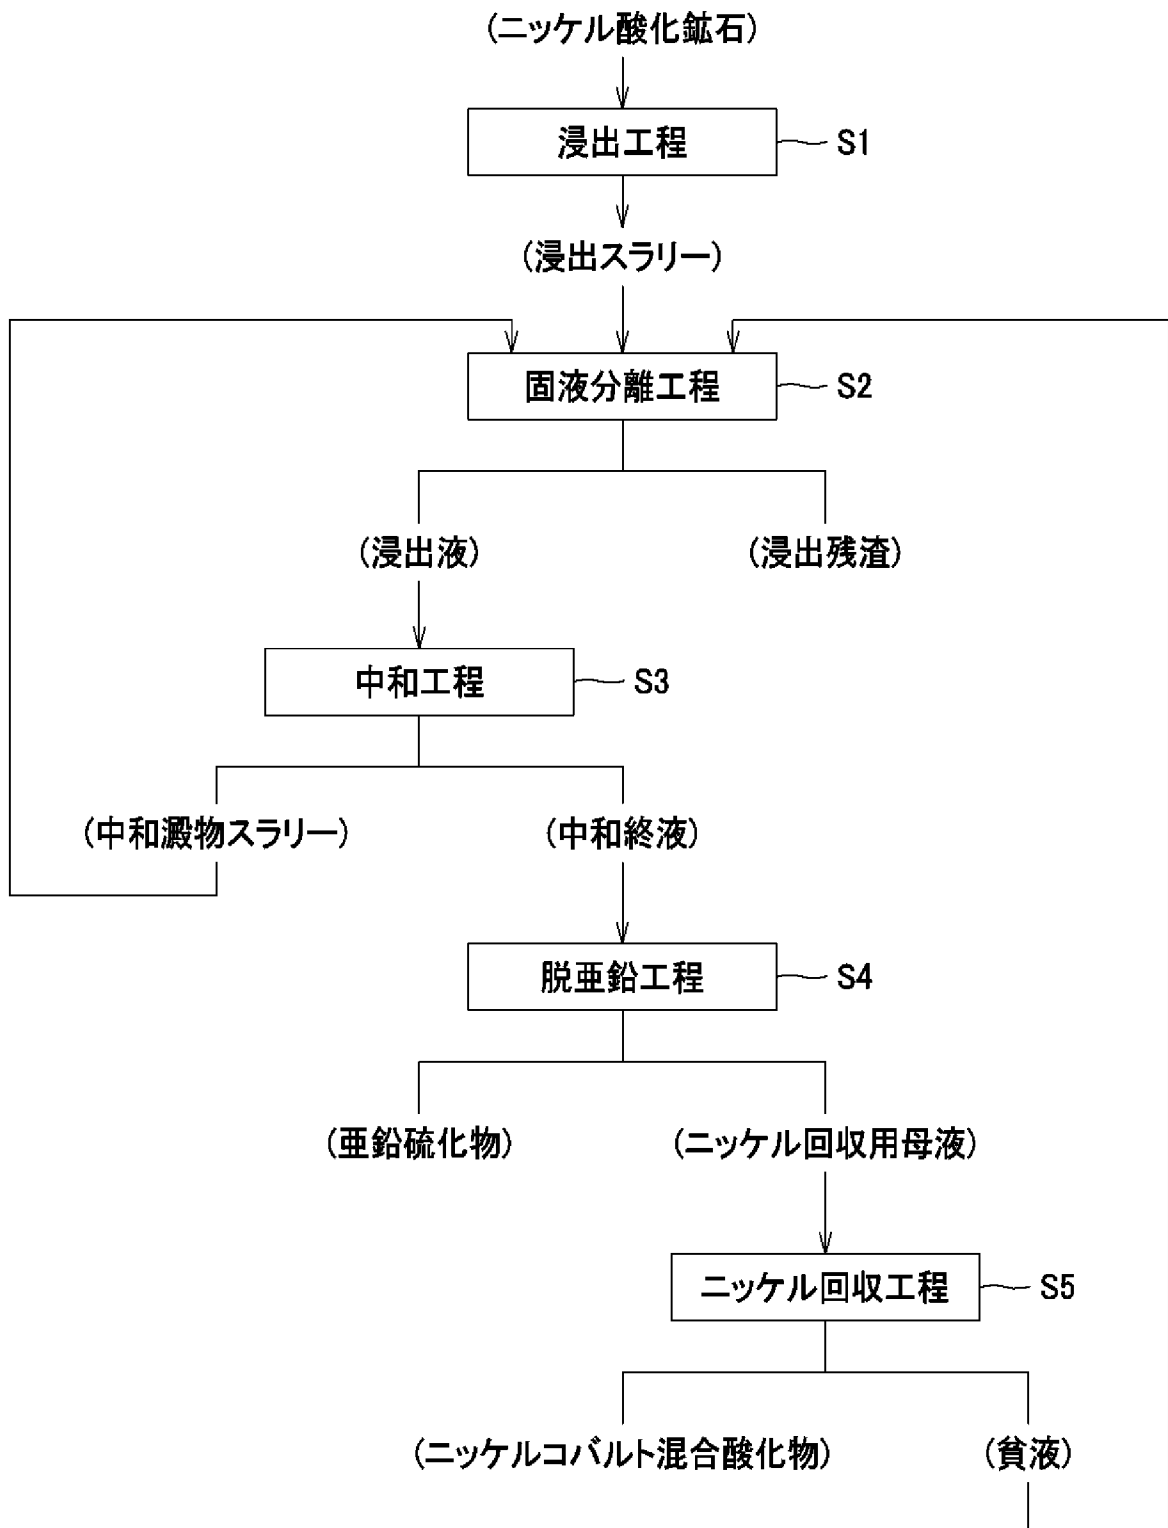 (ニッケル酸化鉱石)
浸出工程 S1
(浸出スラリー)
固液分離工程 S2
(浸出液) (浸出残渣)
中和工程 S3
(中和澱物スラリー) (中和終液)
脱亜鉛工程 S4
(亜鉛硫化物) (ニッケル回収用母液)
ニッケル回収工程 S5
(ニッケルコバルト混合酸化物) (貧液)